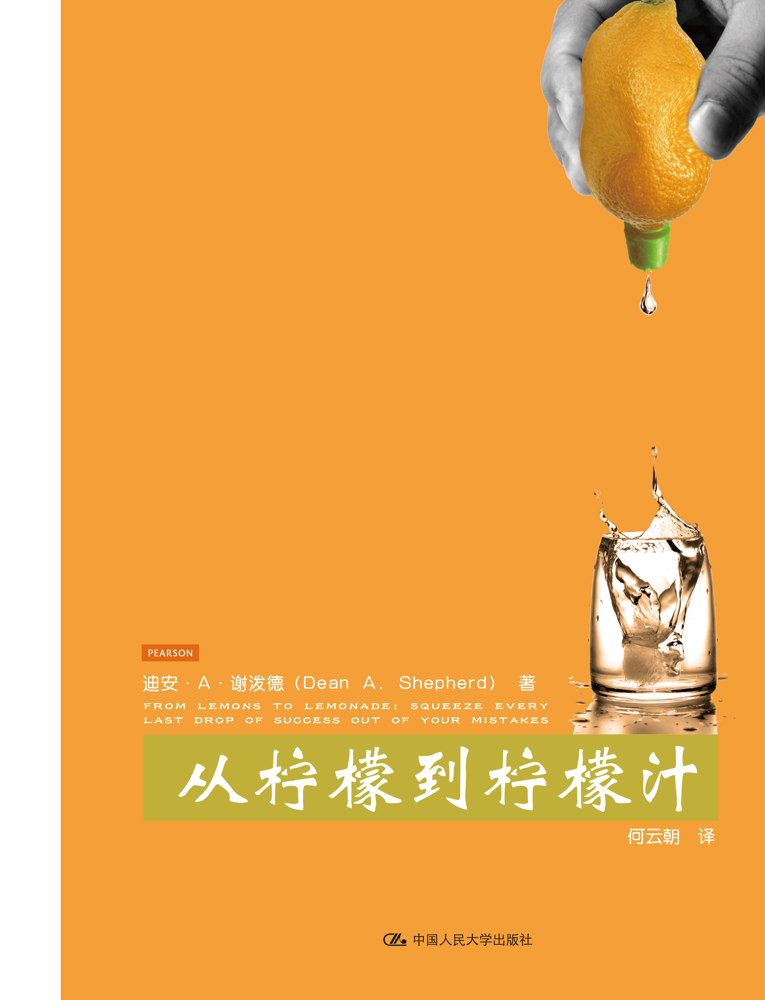 PEARSON
迪安·A·谢泼德（Dean A. Shepherd） 著
FROM LEMONS TO LEMONADE: SQUEEZE EVERY
LAST DROP OF SUCCESS OUT OF YOUR MISTAKES
从柠檬到柠檬汁
何云朝 译
中国人民大学出版社